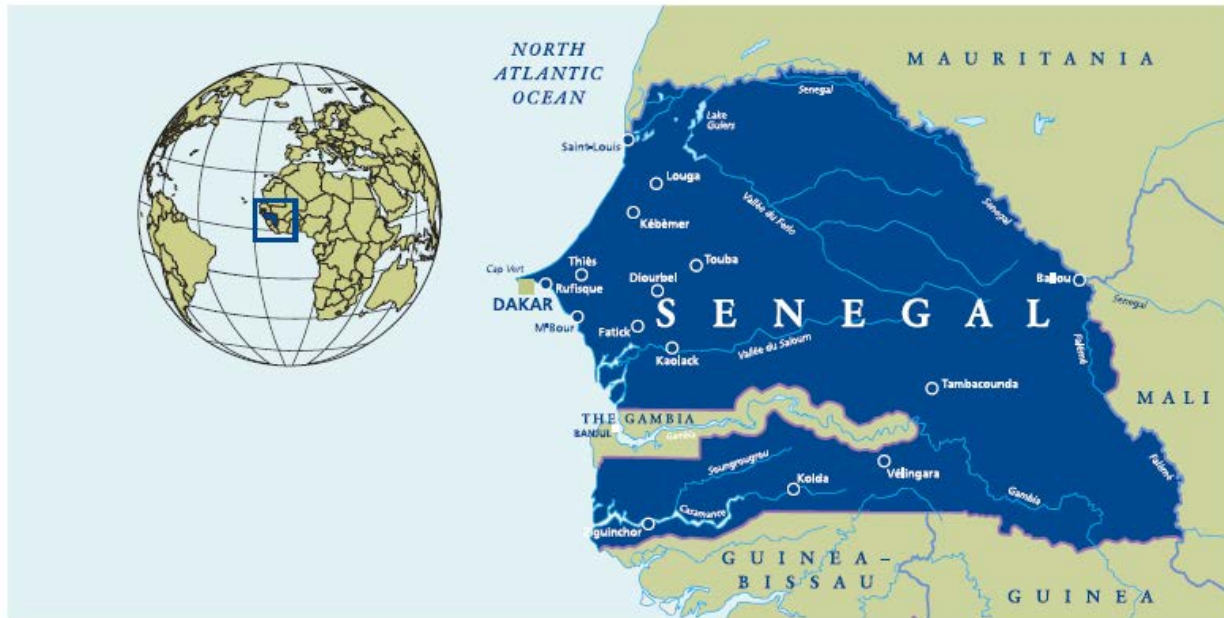 NORTH
ATLANTIC
OCEAN
MAURITANIA
Senegal
Lake
Guiers
Saint-Louis
Louga
Vallée du Ferlo
Senegal
Kébèmer
Touba
Thiès
Cap Vert
Diourbel
Rufisque
DAKAR
Bakou
Senegal
SENEGAL
M'Bour
Fatick
Vallée du Saloum
Kaolack
Falémé
Tambacounda
MALI
THE GAMBIA
BANJUL
Gambia
Soungrougrou
Vélingara
Falémé
Kolda
Gambia
Casamance
Ziguinchor
GUINEA-
BISSAU
GUINEA